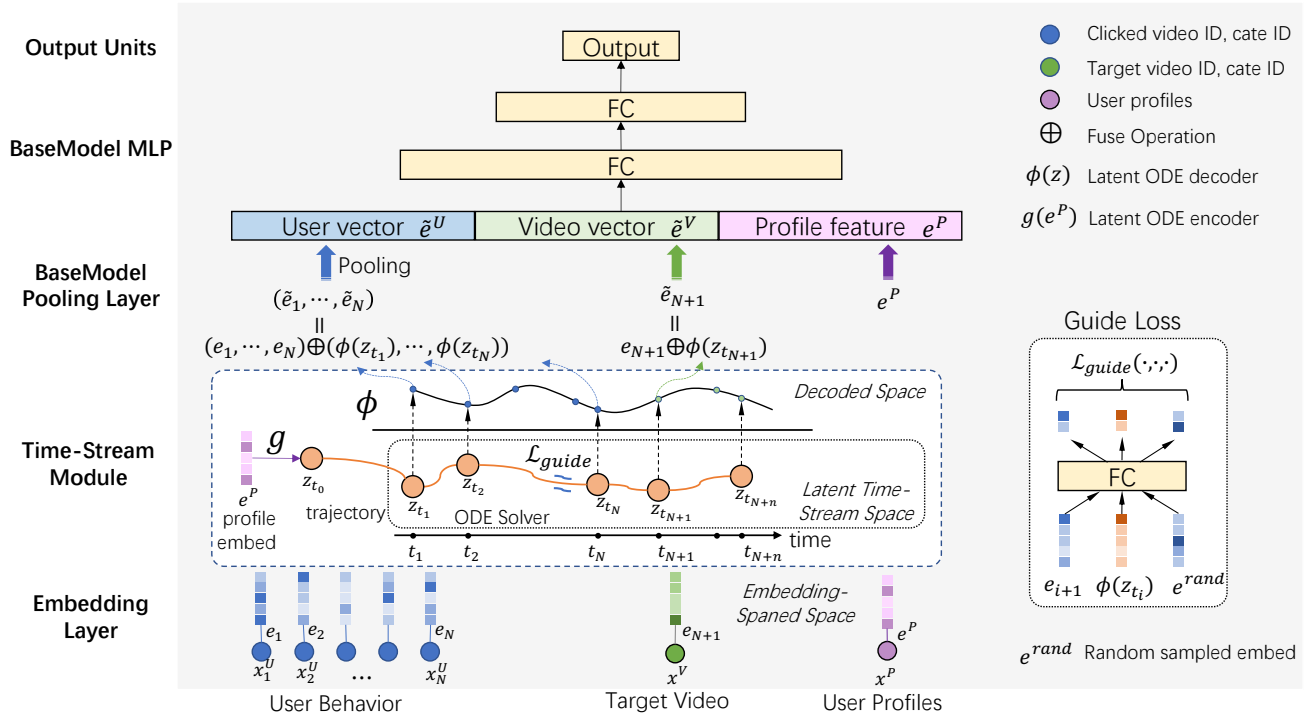 Output Units
Output
Clicked video ID, cate ID
Target video ID, cate ID
User profiles
Fuse Operation
ϕ(z) Latent ODE decoder
g(e^P) Latent ODE encoder
BaseModel MLP
FC
FC
User vector ẽ^U
Video vector ẽ^V
Profile feature e^P
BaseModel
Pooling Layer
Pooling
(ẽ_1, ⋯, ẽ_N)
ẽ_{N+1}
e^P
=
=
(e_1, ⋯, e_N)⊕(ϕ(z_{t_1}), ⋯, ϕ(z_{t_N}))
e_{N+1}⊕ϕ(z_{t_{N+1}})
Time-Stream
Module
Decoded Space
ϕ
g
ℒ_{guide}
e^P
profile
embed
z_{t_0}
trajectory
z_{t_1}
z_{t_2}
z_{t_N}
z_{t_{N+1}}
z_{t_{N+n}}
ODE Solver
Latent Time-
Stream Space
time
t_1
t_2
t_N
t_{N+1}
t_{N+n}
Embedding
Layer
Embedding-
Spaned Space
e_1
e_2
e_N
e_{N+1}
e^P
x_1^U
x_2^U
...
x_N^U
x^V
x^P
User Behavior
Target Video
User Profiles
Guide Loss
ℒ_{guide}(·,·,·)
FC
e_{i+1}
ϕ(z_{t_i})
e^{rand}
e^{rand} Random sampled embed